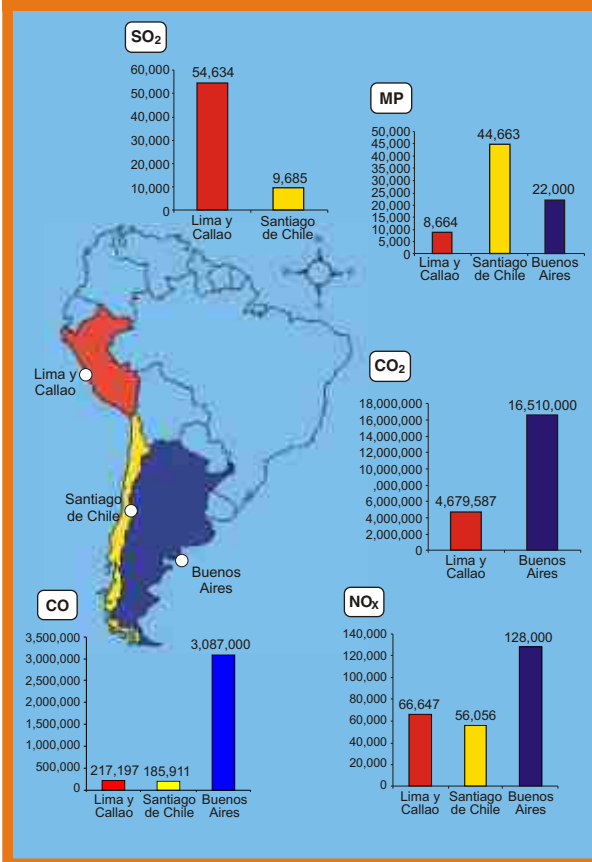 SO2
60,000
50,000
40,000
30,000
20,000
10,000
0
54,634
9,685
Lima y
Callao
Santiago
de Chile
MP
50,000
45,000
40,000
35,000
30,000
25,000
20,000
15,000
10,000
5,000
0
8,664
44,663
22,000
Lima y
Callao
Santiago
de Chile
Buenos
Aires
Lima y
Callao
Santiago
de Chile
Buenos
Aires
CO2
18,000,000
16,000,000
14,000,000
12,000,000
10,000,000
,000,000
6,000,000
4,000,000
2,000,000
0
4,679,587
16,510,000
Lima y
Callao
Buenos
Aires
CO
3,500,000
3,000,000
2,500,000
2,000,000
1,500,000
1,000,000
500,000
0
217,197
185,911
3,087,000
Lima y
Callao
Santiago
de Chile
Buenos
Aires
NOX
140,000
120,000
100,000
80,000
60,000
40,000
20,000
0
66,647
56,056
128,000
Lima y
Callao
Santiago
de Chile
Buenos
Aires